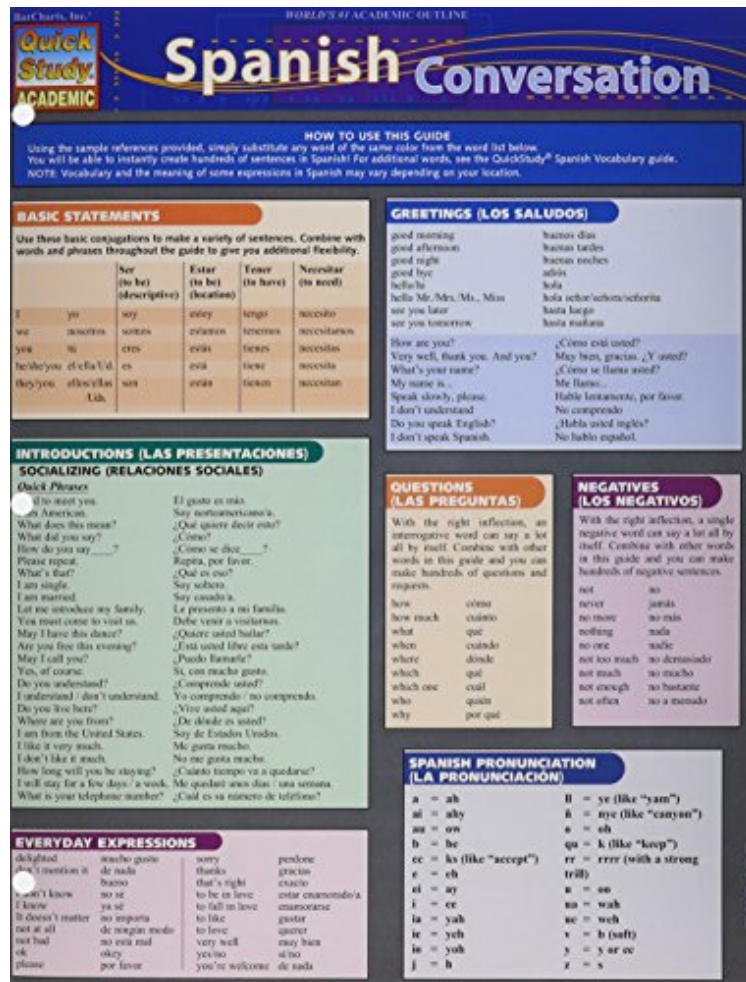 BarCharts, Inc.®
WORLD'S #1 ACADEMIC OUTLINE
Quick
Study®
ACADEMIC
Spanish Conversation
HOW TO USE THIS GUIDE
Using the sample references provided, simply substitute any word of the same color from the word list below.
You will be able to instantly create hundreds of sentences in Spanish! For additional words, see the QuickStudy® Spanish Vocabulary guide.
NOTE: Vocabulary and the meaning of some expressions in Spanish may vary depending on your location.
BASIC STATEMENTS
Use these basic conjugations to make a variety of sentences. Combine with
words and phrases throughout the guide to give you additional flexibility.
Ser Estar Tener Necesitar
(to be) (to be) (to have) (to need)
(descriptive) (location)
I yo soy estoy tengo necesito
we nosotros somos estamos tenemos necesitamos
you tú eres estás tienes necesitas
he/she/you él/ella/Ud. es está tiene necesita
they/you ellos/ellas son están tienen necesitan
/Uds.
GREETINGS (LOS SALUDOS)
good morning buenos días
good afternoon buenas tardes
good night buenas noches
good bye adiós
hello/hi hola
hello Mr./Mrs./Ms., Miss hola señor/señora/señorita
see you later hasta luego
see you tomorrow hasta mañana
How are you? ¿Cómo está usted?
Very well, thank you. And you? Muy bien, gracias. ¿Y usted?
What's your name? ¿Cómo se llama usted?
My name is... Me llamo...
Speak slowly, please. Hable lentamente, por favor.
I don't understand No comprendo
Do you speak English? ¿Habla usted inglés?
I don't speak Spanish. No hablo español.
INTRODUCTIONS (LAS PRESENTACIONES)
SOCIALIZING (RELACIONES SOCIALES)
Quick Phrases
to meet you. El gusto es mío.
American. Soy norteamericano/a.
What does this mean? ¿Qué quiere decir esto?
What did you say? ¿Cómo?
How do you say____? ¿Cómo se dice____?
Please repeat. Repita, por favor.
What's that? ¿Qué es eso?
I am single. Soy soltero.
I am married. Soy casado/a.
Let me introduce my family. Le presento a mi familia.
You must come to visit us. Debe venir a visitarnos.
May I have this dance? ¿Quiere usted bailar?
Are you free this evening? ¿Está usted libre esta tarde?
May I call you? ¿Puedo llamarle?
Yes, of course. Sí, con mucho gusto.
Do you understand? ¿Comprende usted?
I understand / don't understand. Yo comprendo / no comprendo.
Do you live here? ¿Vive usted aquí?
Where are you from? ¿De dónde es usted?
I am from the United States. Soy de Estados Unidos.
I like it very much. Me gusta mucho.
I don't like it much. No me gusta mucho.
How long will you be staying? ¿Cuánto tiempo va a quedarse?
I will stay for a few days / a week. Me quedaré unos días / una semana.
What is your telephone number? ¿Cuál es su número de teléfono?
QUESTIONS
(LAS PREGUNTAS)
With the right inflection, an
interrogative word can say a lot
all by itself. Combine with other
words in this guide and you can
make hundreds of questions and
requests.
how cómo
how much cuánto
what qué
when cuándo
where dónde
which qué
which one cuál
who quién
why por qué
NEGATIVES
(LOS NEGATIVOS)
With the right inflection, a single
negative word can say a lot all by
itself. Combine with other words
in this guide and you can make
hundreds of negative sentences.
not no
never jamás
no more no más
nothing nada
no one nadie
not too much no demasiado
not much no mucho
not enough no bastante
not often no a menudo
EVERYDAY EXPRESSIONS
delighted mucho gusto sorry perdone
mention it de nada thanks gracias
bueno that's right exacto
know no sé to be in love estar enamorado/a
I know ya sé to fall in love enamorarse
It doesn't matter no importa to like gustar
not at all de ningún modo to love querer
not bad no está mal very well muy bien
ok okey yes/no sí/no
please por favor you're welcome de nada
SPANISH PRONUNCIATION
(LA PRONUNCIACIÓN)
a = ah ll = ye (like "yam")
ai = ahy ñ = nye (like "canyon")
au = ow o = oh
b = be qu = k (like "keep")
cc = ks (like "accept") rr = rrrr (with a strong
e = eh trill)
ei = ay u = oo
i = ee ua = wah
ia = yah ue = weh
ie = yeh v = b (soft)
io = yoh y = y or ee
j = h z = s